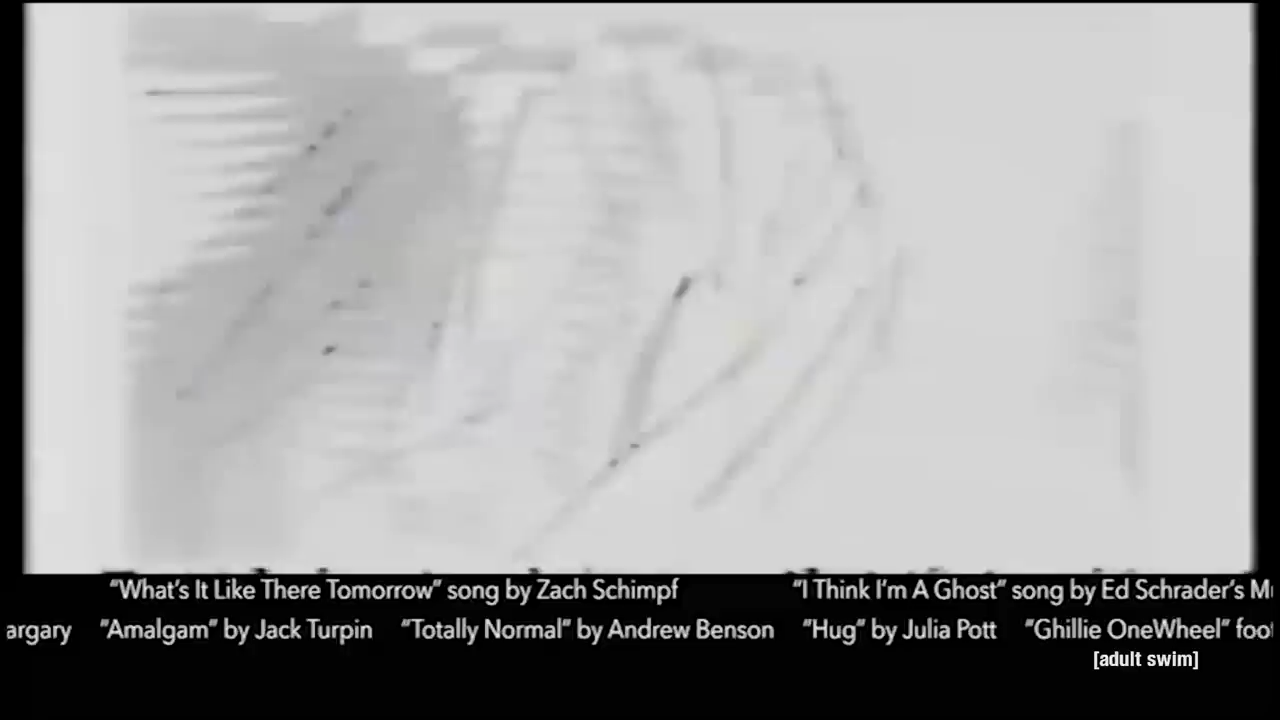 “What’s It Like There Tomorrow” song by Zach Schimpf “I Think I’m A Ghost” song by Ed Schrader’s
“Amalgam” by Jack Turpin “Totally Normal” by Andrew Benson “Hug” by Julia Pott “Ghillie OneWheel”
[adult swim]